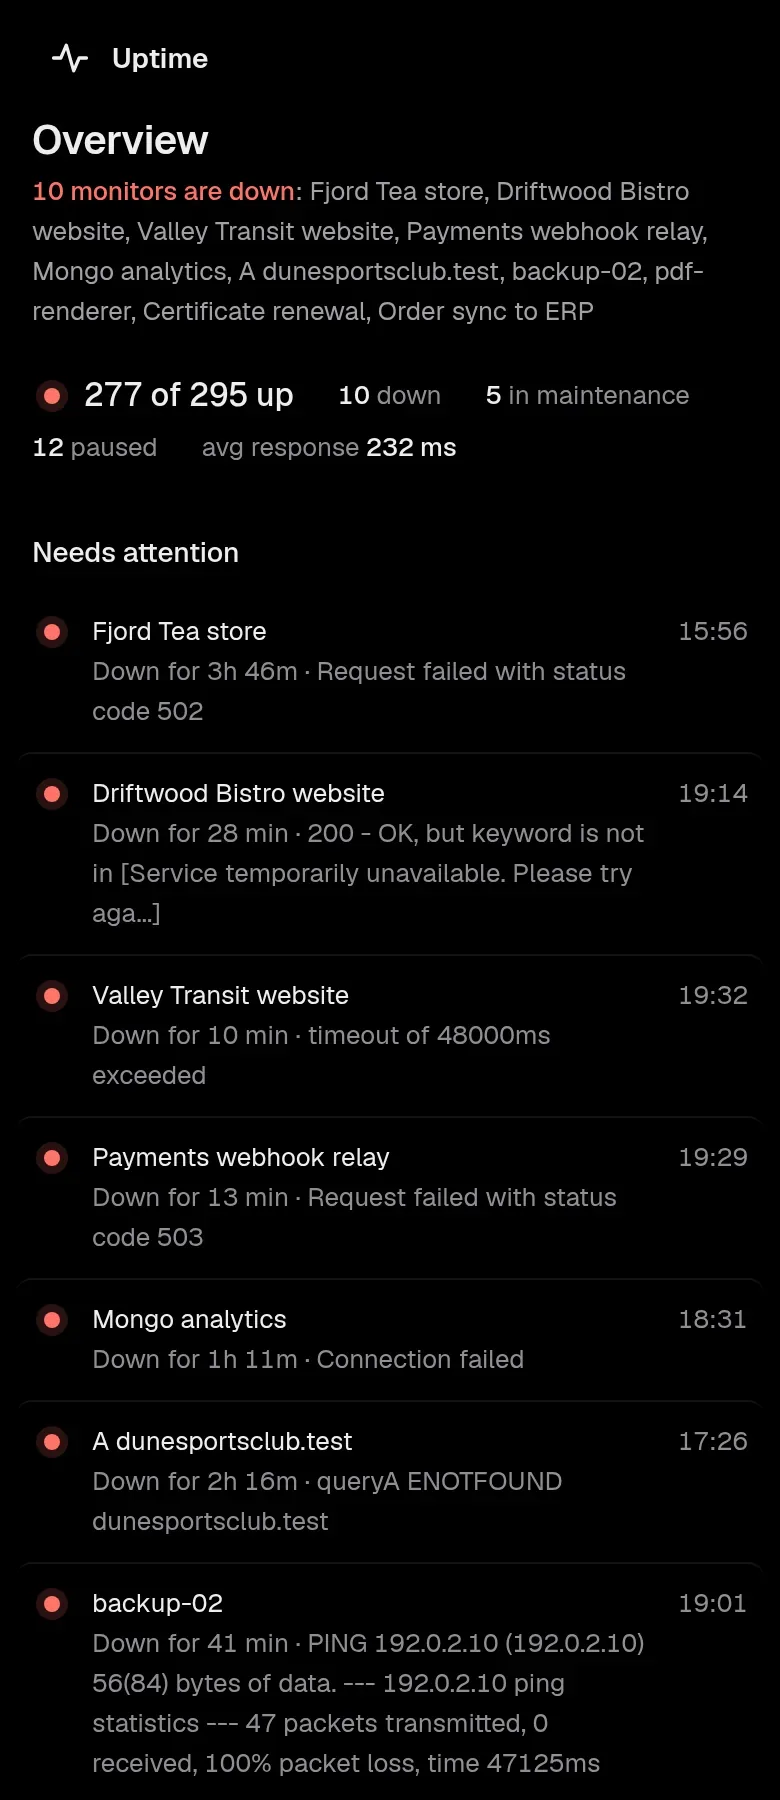 Uptime
Overview
10 monitors are down: Fjord Tea store, Driftwood Bistro
website, Valley Transit website, Payments webhook relay,
Mongo analytics, A dunesportsclub.test, backup-02, pdf-
renderer, Certificate renewal, Order sync to ERP
277 of 295 up 10 down 5 in maintenance
12 paused avg response 232 ms
Needs attention
Fjord Tea store 15:56
Down for 3h 46m · Request failed with status
code 502
Driftwood Bistro website 19:14
Down for 28 min · 200 - OK, but keyword is not
in [Service temporarily unavailable. Please try
aga...]
Valley Transit website 19:32
Down for 10 min · timeout of 48000ms
exceeded
Payments webhook relay 19:29
Down for 13 min · Request failed with status
code 503
Mongo analytics 18:31
Down for 1h 11m · Connection failed
A dunesportsclub.test 17:26
Down for 2h 16m · queryA ENOTFOUND
dunesportsclub.test
backup-02 19:01
Down for 41 min · PING 192.0.2.10 (192.0.2.10)
56(84) bytes of data. --- 192.0.2.10 ping
statistics --- 47 packets transmitted, 0
received, 100% packet loss, time 47125ms